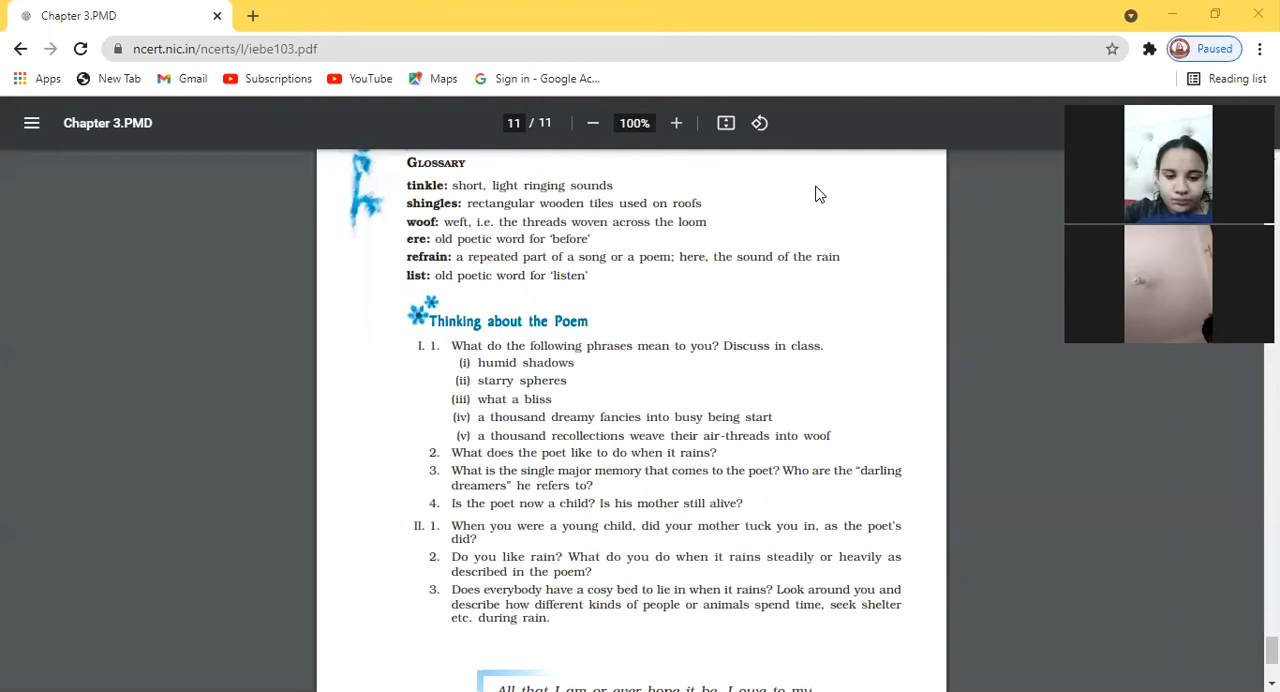 Chapter 3.PMD
ncert.nic.in/ncerts/l/iebe103.pdf
Paused
Apps
New Tab
Gmail
Subscriptions
YouTube
Maps
Sign in - Google Ac...
Reading list
Chapter 3.PMD
11 / 11
100%
GLOSSARY
tinkle: short, light ringing sounds
shingles: rectangular wooden tiles used on roofs
woof: weft, i.e. the threads woven across the loom
ere: old poetic word for ‘before’
refrain: a repeated part of a song or a poem; here, the sound of the rain
list: old poetic word for ‘listen’
Thinking about the Poem
I. 1. What do the following phrases mean to you? Discuss in class.
(i) humid shadows
(ii) starry spheres
(iii) what a bliss
(iv) a thousand dreamy fancies into busy being start
(v) a thousand recollections weave their air-threads into woof
2. What does the poet like to do when it rains?
3. What is the single major memory that comes to the poet? Who are the “darling
dreamers” he refers to?
4. Is the poet now a child? Is his mother still alive?
II. 1. When you were a young child, did your mother tuck you in, as the poet’s
did?
2. Do you like rain? What do you do when it rains steadily or heavily as
described in the poem?
3. Does everybody have a cosy bed to lie in when it rains? Look around you and
describe how different kinds of people or animals spend time, seek shelter
etc. during rain.
All that I am or ever hope it be, I owe to my